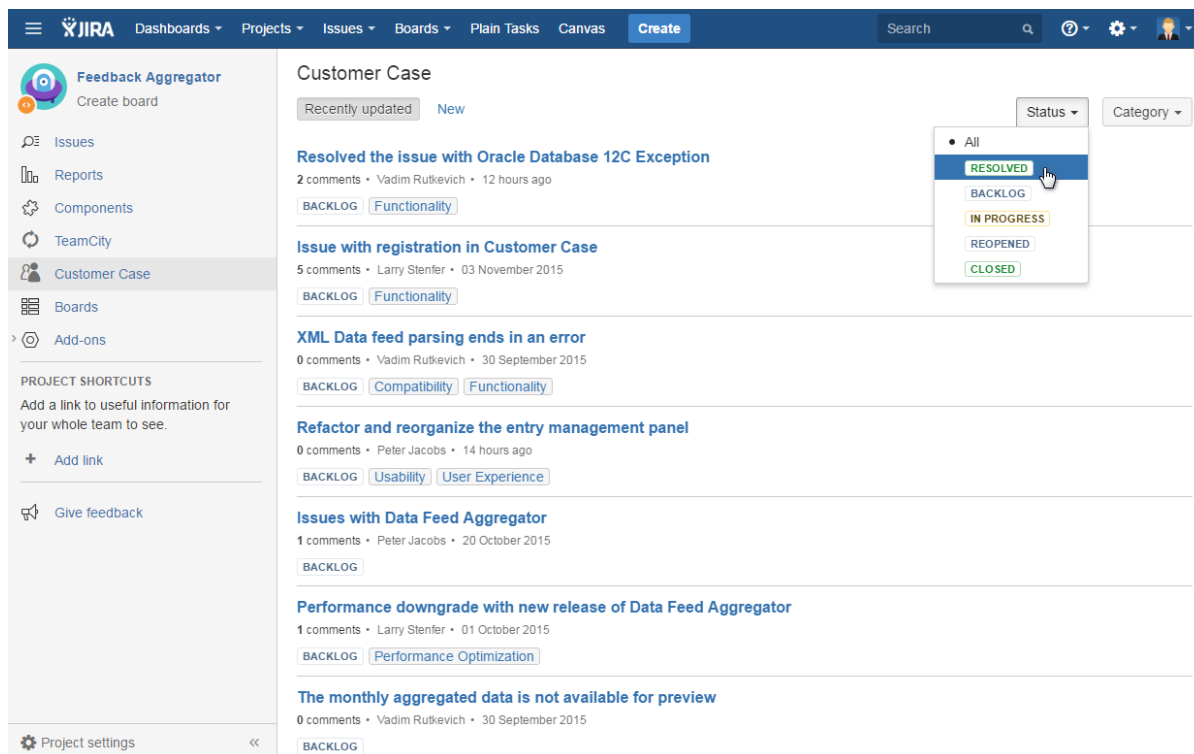 JIRA Dashboards Projects Issues Boards Plain Tasks Canvas Create Search
Feedback Aggregator
Create board
Issues
Reports
Components
TeamCity
Customer Case
Boards
Add-ons
PROJECT SHORTCUTS
Add a link to useful information for
your whole team to see.
+ Add link
Give feedback
Project settings «
Customer Case
Recently updated New
Status Category
• All
RESOLVED
BACKLOG
IN PROGRESS
REOPENED
CLOSED
Resolved the issue with Oracle Database 12C Exception
2 comments • Vadim Rutkevich • 12 hours ago
BACKLOG Functionality
Issue with registration in Customer Case
5 comments • Larry Stenfer • 03 November 2015
BACKLOG Functionality
XML Data feed parsing ends in an error
0 comments • Vadim Rutkevich • 30 September 2015
BACKLOG Compatibility Functionality
Refactor and reorganize the entry management panel
0 comments • Peter Jacobs • 14 hours ago
BACKLOG Usability User Experience
Issues with Data Feed Aggregator
1 comments • Peter Jacobs • 20 October 2015
BACKLOG
Performance downgrade with new release of Data Feed Aggregator
1 comments • Larry Stenfer • 01 October 2015
BACKLOG Performance Optimization
The monthly aggregated data is not available for preview
0 comments • Vadim Rutkevich • 30 September 2015
BACKLOG